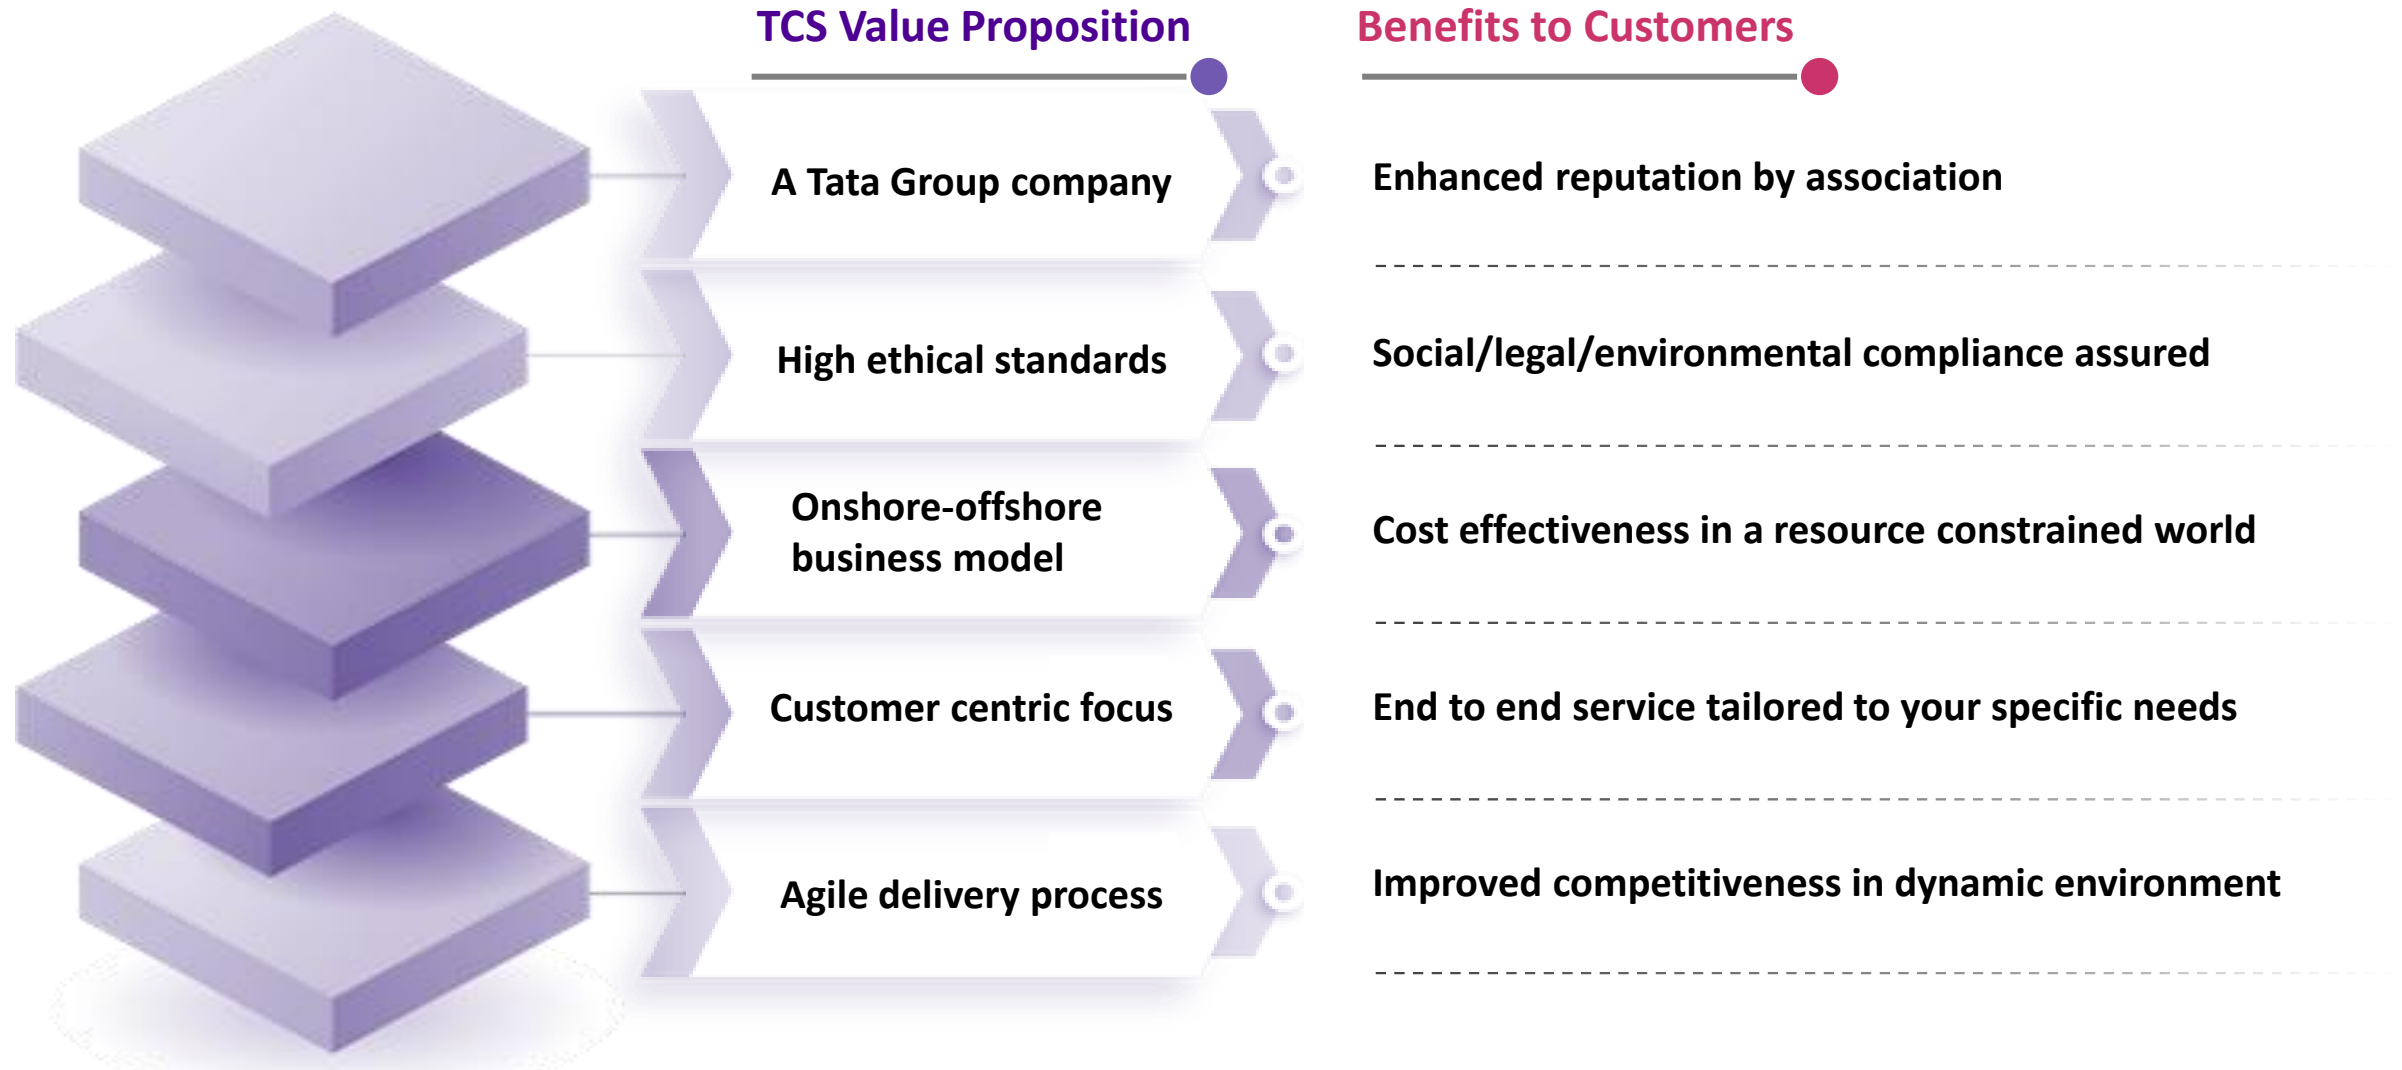 TCS Value Proposition
Benefits to Customers
A Tata Group company
Enhanced reputation by association
High ethical standards
Social/legal/environmental compliance assured
Onshore-offshore
business model
Cost effectiveness in a resource constrained world
Customer centric focus
End to end service tailored to your specific needs
Agile delivery process
Improved competitiveness in dynamic environment